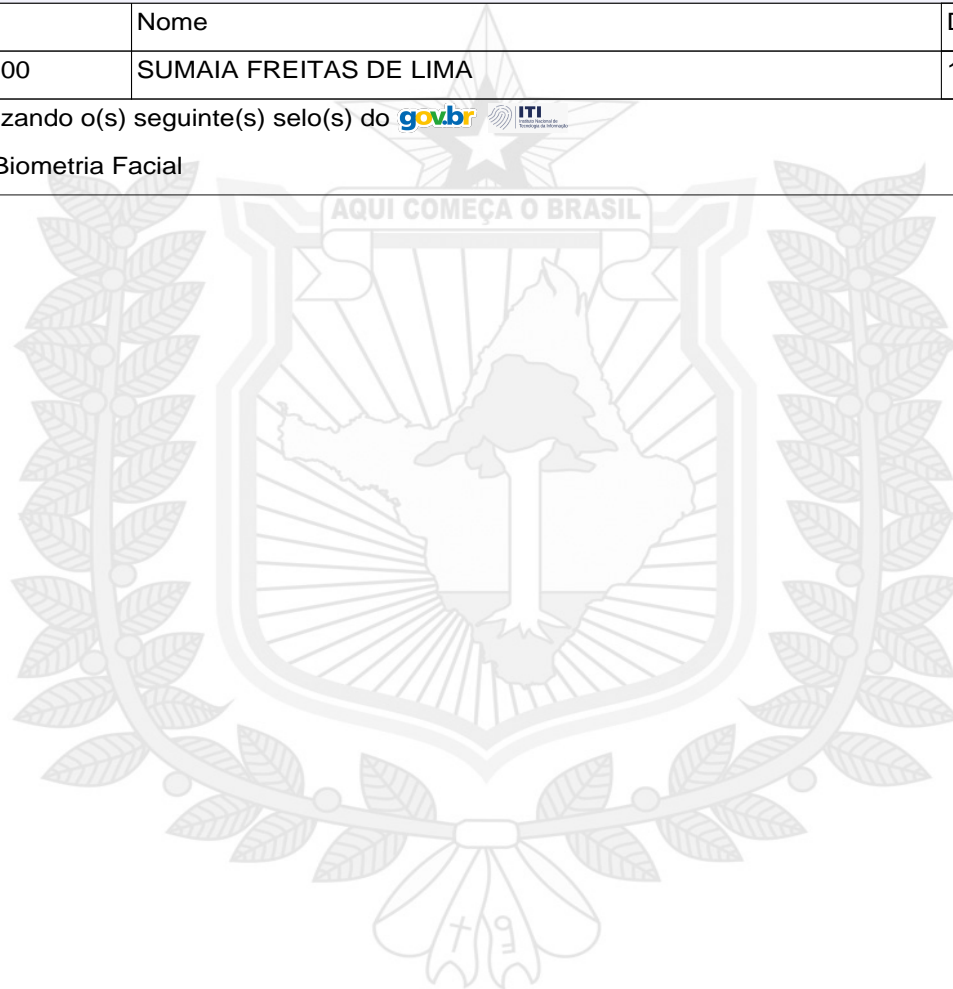 Nome D
00 SUMAIA FREITAS DE LIMA
zando o(s) seguinte(s) selo(s) do gov.br ITI
Biometria Facial
AQUI COMEÇA O BRASIL